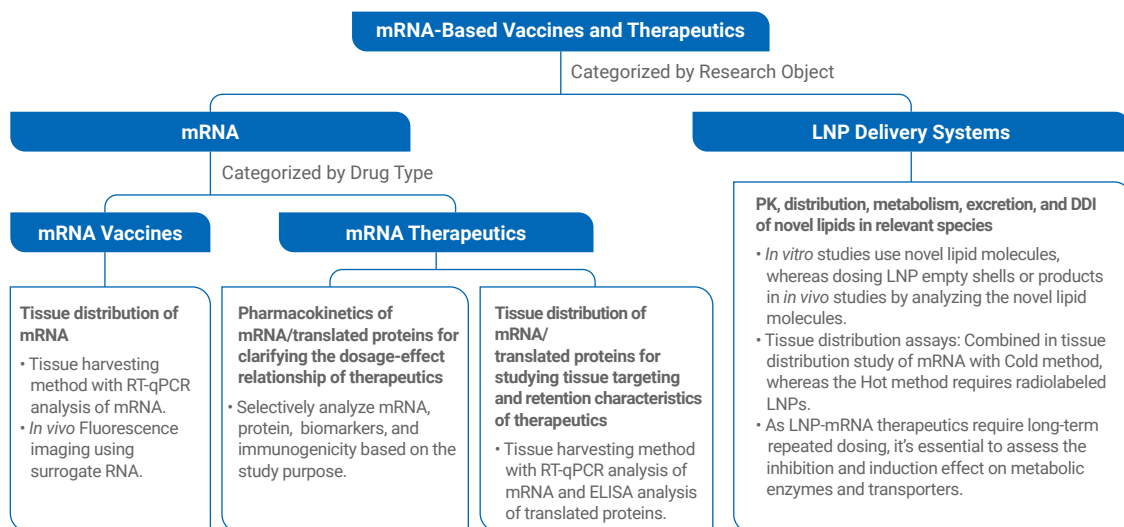 mRNA-Based Vaccines and Therapeutics
Categorized by Research Object
mRNA
LNP Delivery Systems
Categorized by Drug Type
mRNA Vaccines
mRNA Therapeutics
Tissue distribution of
mRNA
• Tissue harvesting
method with RT-qPCR
analysis of mRNA.
• In vivo Fluorescence
imaging using
surrogate RNA.
Pharmacokinetics of
mRNA/translated proteins for
clarifying the dosage-effect
relationship of therapeutics
• Selectively analyze mRNA,
protein, biomarkers, and
immunogenicity based on the
study purpose.
Tissue distribution of
mRNA/
translated proteins for
studying tissue targeting
and retention characteristics
of therapeutics
• Tissue harvesting method
with RT-qPCR analysis of
mRNA and ELISA analysis
of translated proteins.
PK, distribution, metabolism, excretion, and DDI
of novel lipids in relevant species
• In vitro studies use novel lipid molecules,
whereas dosing LNP empty shells or products
in in vivo studies by analyzing the novel lipid
molecules.
• Tissue distribution assays: Combined in tissue
distribution study of mRNA with Cold method,
whereas the Hot method requires radiolabeled
LNPs.
• As LNP-mRNA therapeutics require long-term
repeated dosing, it's essential to assess the
inhibition and induction effect on metabolic
enzymes and transporters.